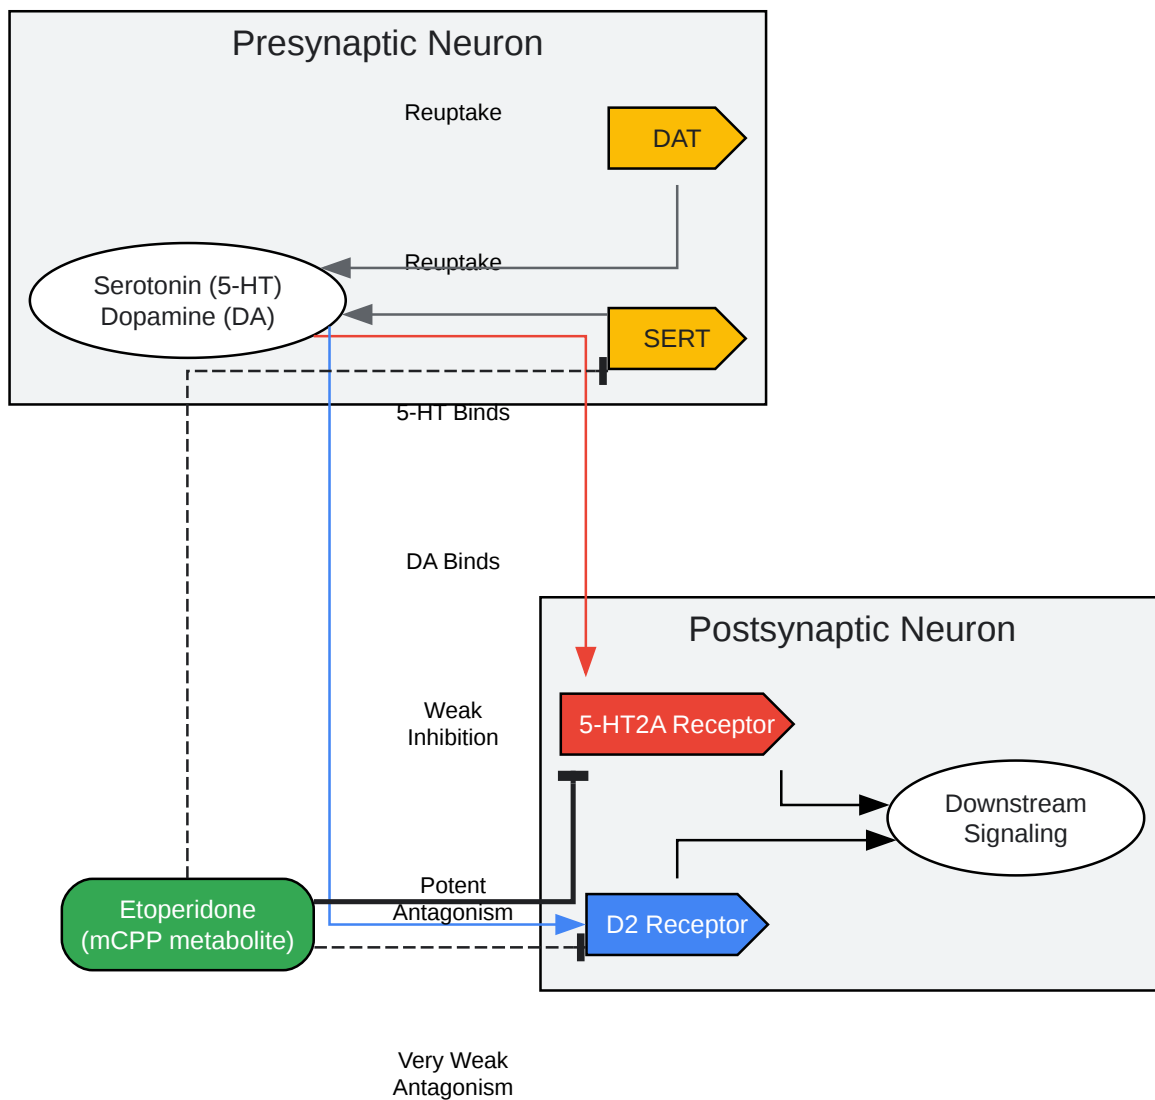 Presynaptic Neuron
Reuptake
DAT
Reuptake
Serotonin (5-HT)
Dopamine (DA)
SERT
5-HT Binds
DA Binds
Postsynaptic Neuron
Weak
Inhibition
5-HT2A Receptor
Downstream
Signaling
Etoperidone
(mCPP metabolite)
Potent
Antagonism
D2 Receptor
Very Weak
Antagonism